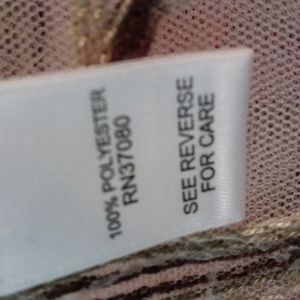 100% POLYESTER
RN37080
SEE REVERSE
FOR CARE